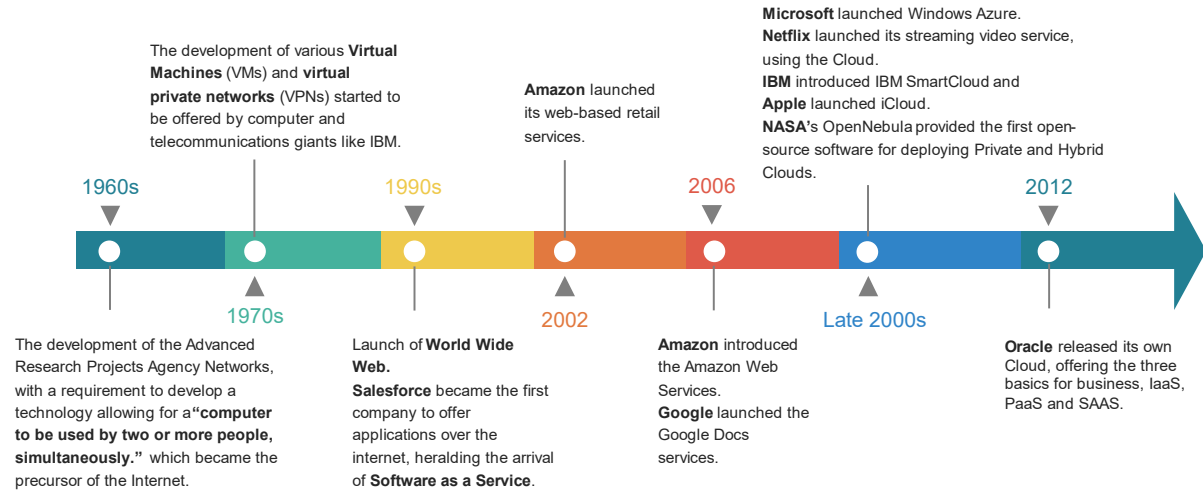 1960s
The development of the Advanced
Research Projects Agency Networks,
with a requirement to develop a
technology allowing for a“computer
to be used by two or more people,
simultaneously.” which became the
precursor of the Internet.
The development of various Virtual
Machines (VMs) and virtual
private networks (VPNs) started to
be offered by computer and
telecommunications giants like IBM.
1970s
1990s
Launch of World Wide
Web.
Salesforce became the first
company to offer
applications over the
internet, heralding the arrival
of Software as a Service.
Amazon launched
its web-based retail
services.
2002
2006
Amazon introduced
the Amazon Web
Services.
Google launched the
Google Docs
services.
Microsoft launched Windows Azure.
Netflix launched its streaming video service,
using the Cloud.
IBM introduced IBM SmartCloud and
Apple launched iCloud.
NASA’s OpenNebula provided the first open-
source software for deploying Private and Hybrid
Clouds.
Late 2000s
2012
Oracle released its own
Cloud, offering the three
basics for business, IaaS,
PaaS and SAAS.